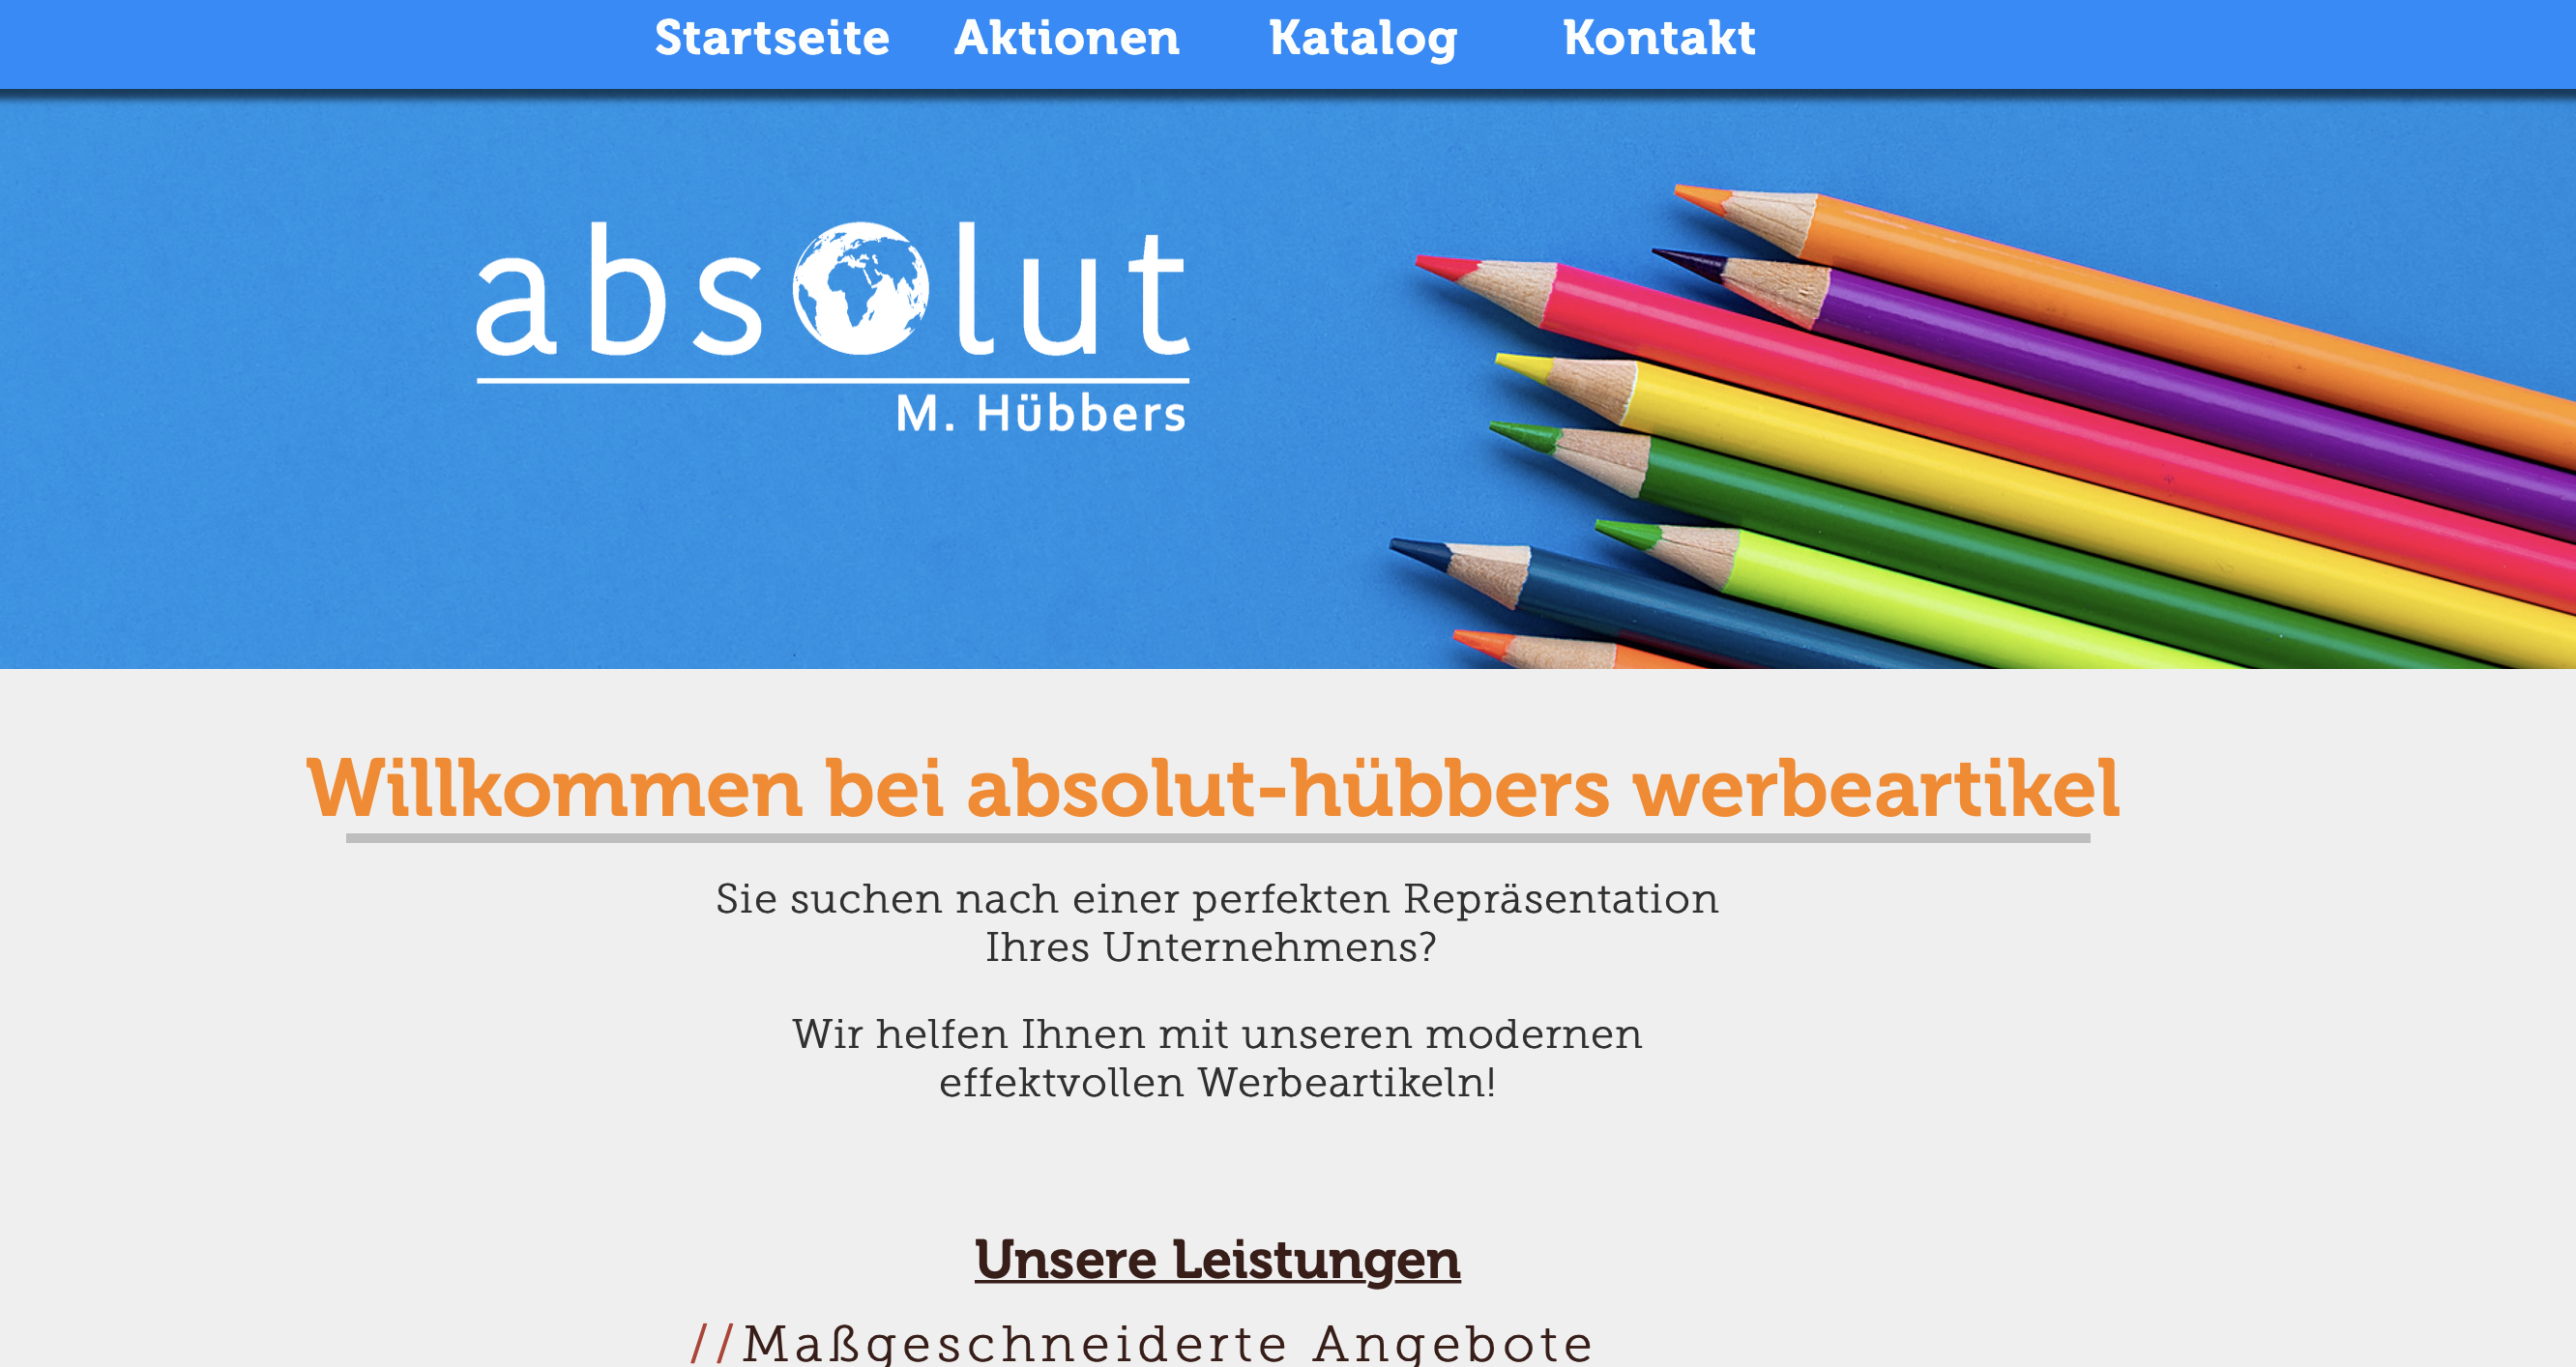 Startseite Aktionen Katalog Kontakt
absolut
M. Hübbers
Willkommen bei absolut-hübbers werbeartikel
Sie suchen nach einer perfekten Repräsentation
Ihres Unternehmens?
Wir helfen Ihnen mit unseren modernen
effektvollen Werbeartikeln!
Unsere Leistungen
//Maßgeschneiderte Angebote